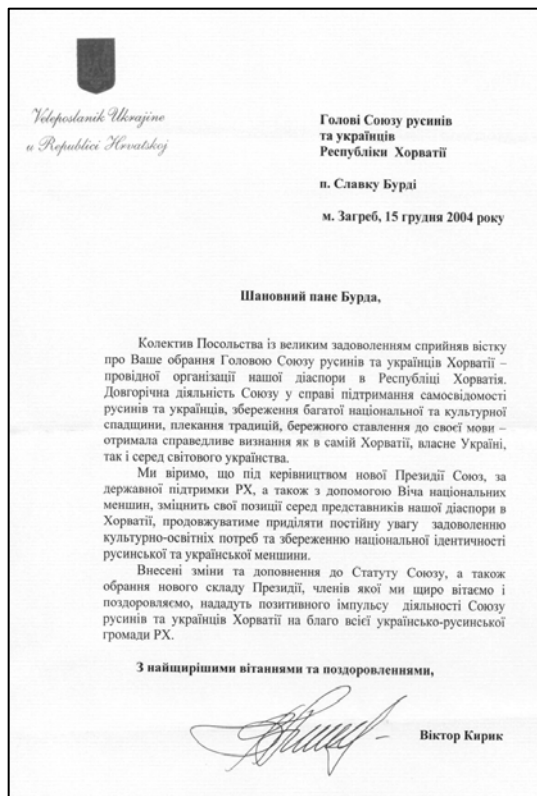 Veleposlanik Ukrajine
u Republici Hrvatskoj
Голові Союзу русинів
та українців
Республіки Хорватії
п. Славку Бурді
м. Загреб, 15 грудня 2004 року
Шановний пане Бурда,
Колектив Посольства із великим задоволенням сприйняв вістку
про Ваше обрання Головою Союзу русинів та українців Хорватії –
провідної організації нашої діаспори в Республіці Хорватія.
Довгорічна діяльність Союзу у справі підтримання самосвідомості
русинів та українців, збереження багатої національної та культурної
спадщини, плекання традицій, бережного ставлення до своєї мови –
отримала справедливе визнання як в самій Хорватії, власне Україні,
так і серед світового українства.
Ми віримо, що під керівництвом нової Президії Союз, за
державної підтримки РХ, а також з допомогою Віча національних
меншин, зміцнить свої позиції серед представників нашої діаспори в
Хорватії, продовжуватиме приділяти постійну увагу задоволенню
культурно-освітніх потреб та збереженню національної ідентичності
русинської та української меншини.
Внесені зміни та доповнення до Статуту Союзу, а також
обрання нового складу Президії, членів якої ми щиро вітаємо і
поздоровляємо, нададуть позитивного імпульсу діяльності Союзу
русинів та українців Хорватії на благо всієї українсько-русинської
громади РХ.
З найщирішими вітаннями та поздоровленнями,
Віктор Кирик